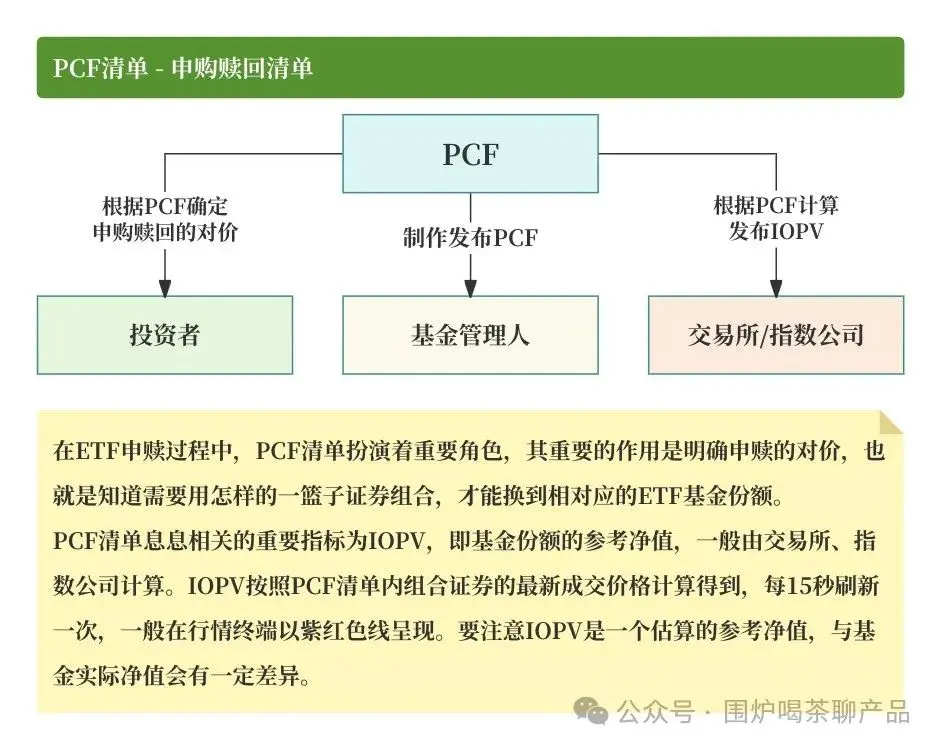 PCF清单 - 申购赎回清单
PCF
根据PCF确定
申购赎回的对价
制作发布PCF
根据PCF计算
发布IOPV
投资者
基金管理人
交易所/指数公司
在ETF申赎过程中，PCF清单扮演着重要角色，其重要的作用是明确申赎的对价，也
就是知道需要用怎样的一篮子证券组合，才能换到相对应的ETF基金份额。
PCF清单息息相关的重要指标为IOPV，即基金份额的参考净值，一般由交易所、指
数公司计算。IOPV按照PCF清单内组合证券的最新成交价格计算得到，每15秒刷新
一次，一般在行情终端以紫红色线呈现。要注意IOPV是一个估算的参考净值，与基
金实际净值会有一定差异。
公众号 · 围炉喝茶聊产品